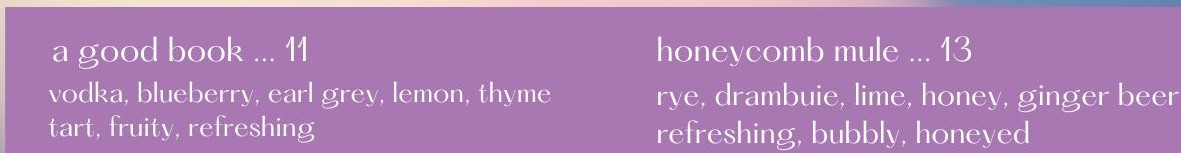 a good book ... 11
vodka, blueberry, earl grey, lemon, thyme
tart, fruity, refreshing
honeycomb mule ... 13
rye, drambuie, lime, honey, ginger beer
refreshing, bubbly, honeyed